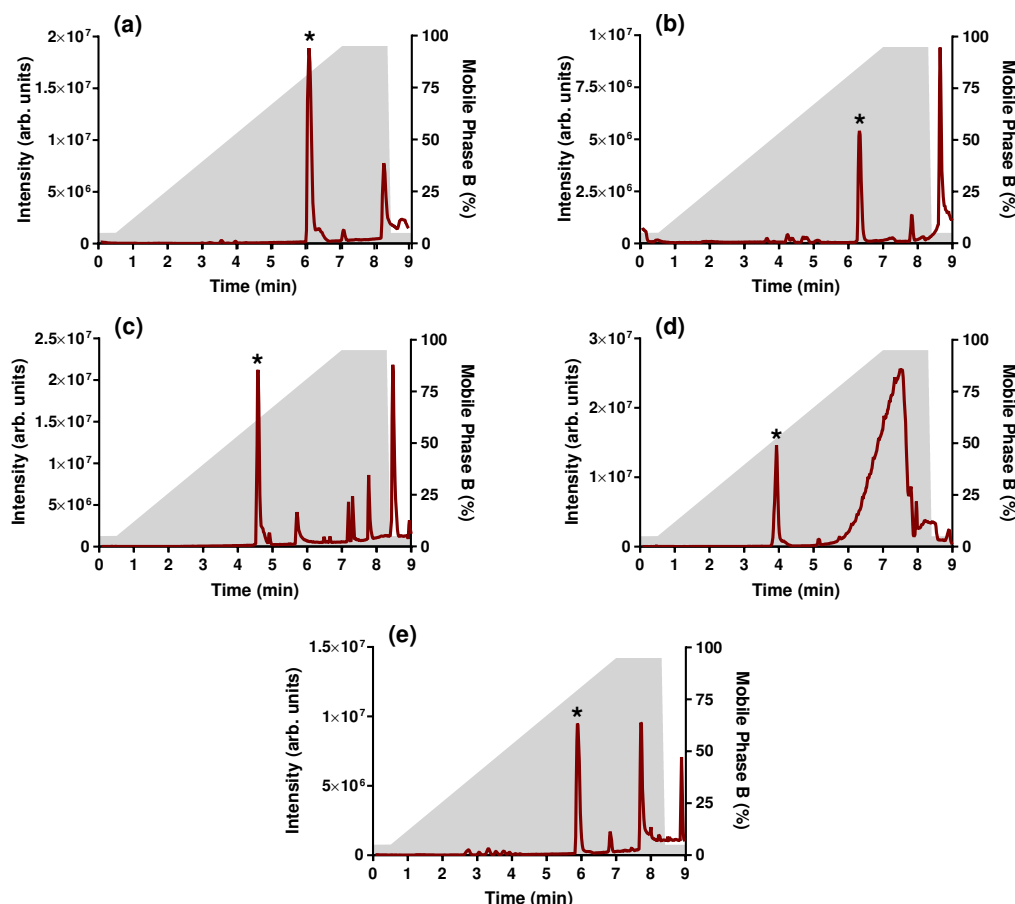 (a)
*
Intensity (arb. units)
2×10⁷
1.5×10⁷
1×10⁷
5×10⁶
0
100
75
50
25
0
Mobile Phase B (%)
0 1 2 3 4 5 6 7 8 9
Time (min)
(b)
*
Intensity (arb. units)
1×10⁷
7.5×10⁶
5×10⁶
2.5×10⁶
0
100
75
50
25
0
Mobile Phase B (%)
0 1 2 3 4 5 6 7 8 9
Time (min)
(c)
*
Intensity (arb. units)
2.5×10⁷
2×10⁷
1.5×10⁷
1×10⁷
5×10⁶
0
100
75
50
25
0
Mobile Phase B (%)
0 1 2 3 4 5 6 7 8 9
Time (min)
(d)
*
Intensity (arb. units)
3×10⁷
2×10⁷
1×10⁷
0
100
75
50
25
0
Mobile Phase B (%)
0 1 2 3 4 5 6 7 8 9
Time (min)
(e)
*
Intensity (arb. units)
1.5×10⁷
1×10⁷
5×10⁶
0
100
75
50
25
0
Mobile Phase B (%)
0 1 2 3 4 5 6 7 8 9
Time (min)